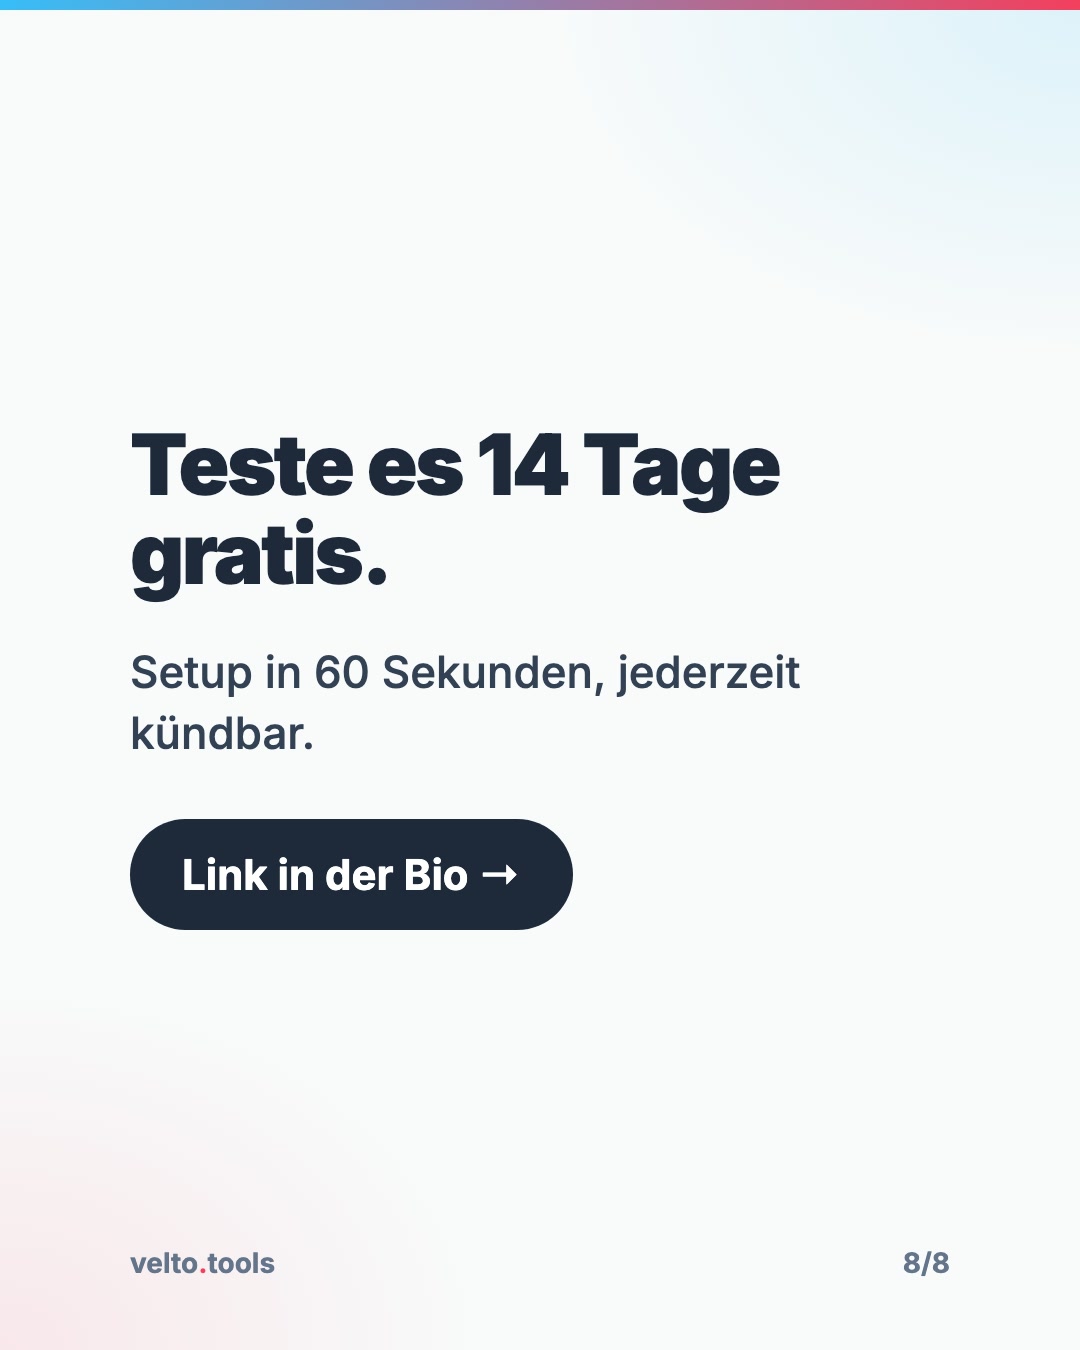 Teste es 14 Tage
gratis.
Setup in 60 Sekunden, jederzeit
kündbar.
Link in der Bio →
velto.tools
8/8